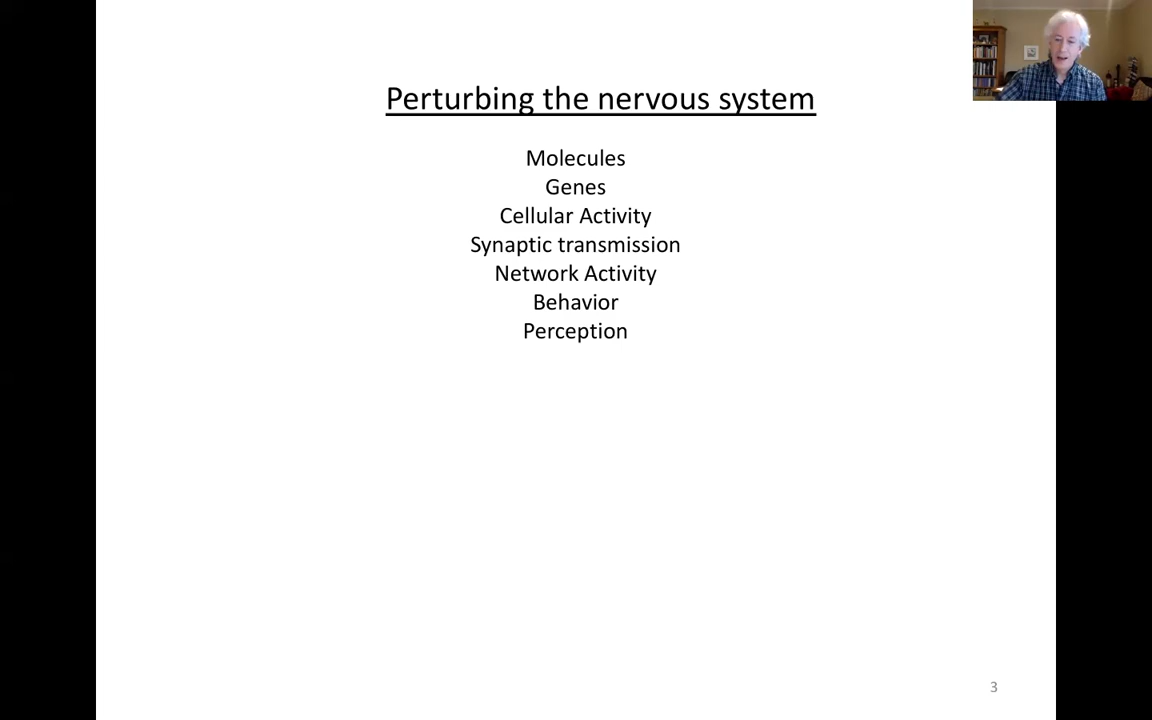 Perturbing the nervous system
Molecules
Genes
Cellular Activity
Synaptic transmission
Network Activity
Behavior
Perception
3